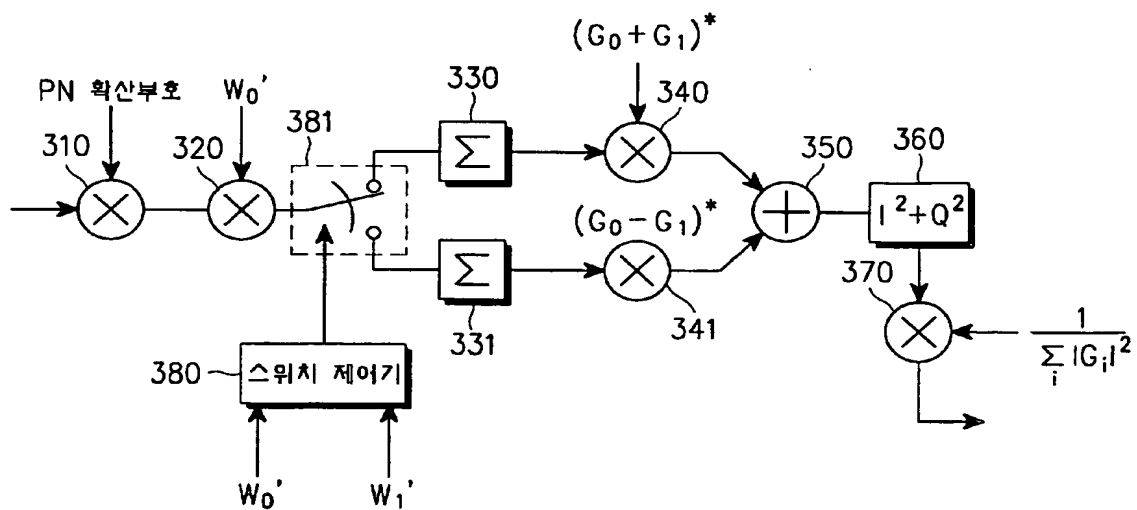 (G₀+G₁)*
PN 확산부호
W₀'
310
320
381
330
Σ
340
350
360
I²+Q²
(G₀-G₁)*
Σ
331
341
370
1
Σ |Gᵢ|²
i
380
스위치 제어기
W₀'
W₁'